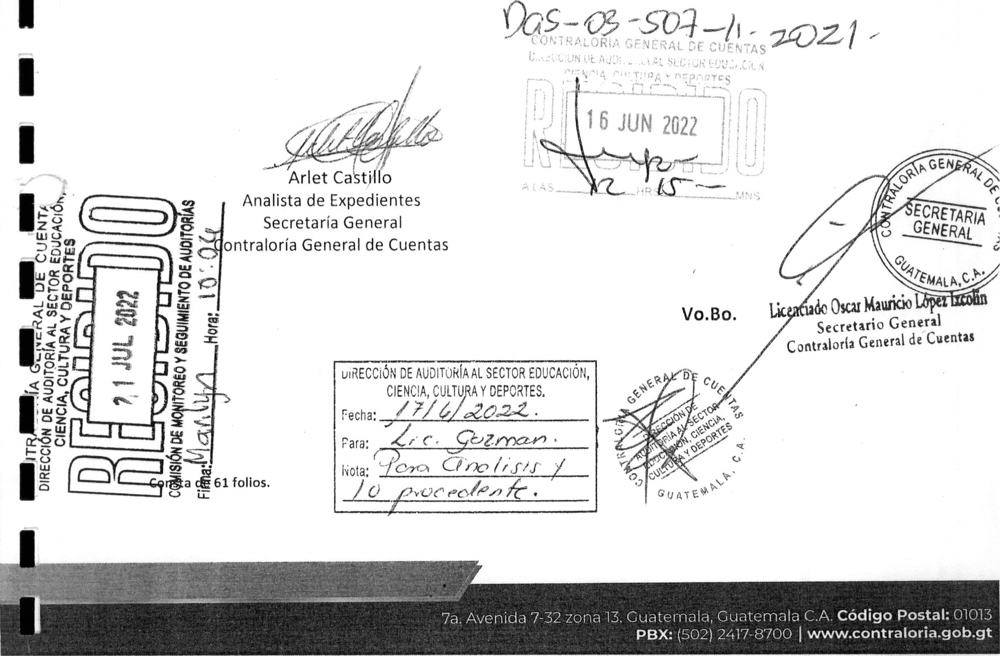 Das-03-507-11-2021-
CONTRALORÍA GENERAL DE CUENTAS
DIRECCIÓN DE AUDITORÍA AL SECTOR EDUCACIÓN,
CIENCIA, CULTURA Y DEPORTES
RECIBIDO
16 JUN 2022
A LAS 12 HRS 15 MNS
Arlet Castillo
Analista de Expedientes
Secretaría General
Contraloría General de Cuentas
CONTRALORÍA GENERAL DE CUENTAS
SECRETARIA
GENERAL
GUATEMALA, C.A.
Vo.Bo.
Licenciado Oscar Mauricio López Ixcolín
Secretario General
Contraloría General de Cuentas
CONTRALORÍA GENERAL DE CUENTA
DIRECCIÓN DE AUDITORÍA AL SECTOR EDUCACIÓN,
CIENCIA, CULTURA Y DEPORTES
RECIBIDO
21 JUL 2022
COMISIÓN DE MONITOREO Y SEGUIMIENTO DE AUDITORÍAS
Firma: Hora: 10:04
Consta de 61 folios.
DIRECCIÓN DE AUDITORÍA AL SECTOR EDUCACIÓN,
CIENCIA, CULTURA Y DEPORTES.
Fecha: 17/6/2022.
Para: Lic. Guzman.
Nota: Para Analisis y
lo procedente.
CONTRALORÍA GENERAL DE CUENTAS
DIRECCIÓN DE
AUDITORÍA AL SECTOR
EDUCACIÓN, CIENCIA,
CULTURA Y DEPORTES
GUATEMALA, C.A.
7a. Avenida 7-32 zona 13, Guatemala, Guatemala C.A. Código Postal: 01013
PBX: (502) 2417-8700 | www.contraloria.gob.gt